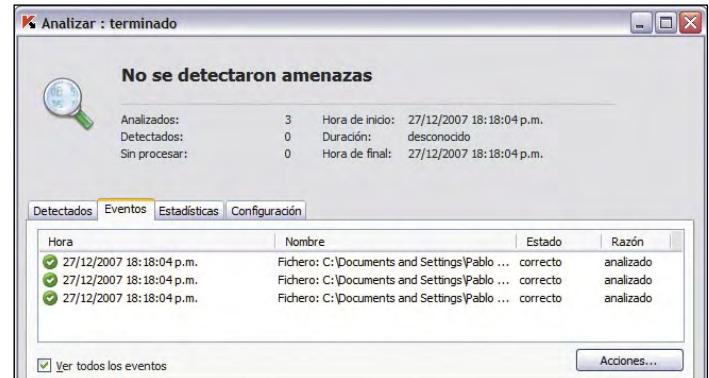 Analizar : terminado
No se detectaron amenazas
Analizados: 3 Hora de inicio: 27/12/2007 18:18:04 p.m.
Detectados: 0 Duración: desconocido
Sin procesar: 0 Hora de final: 27/12/2007 18:18:04 p.m.
Detectados Eventos Estadísticas Configuración
Hora Nombre Estado Razón
27/12/2007 18:18:04 p.m. Fichero: C:\Documents and Settings\Pablo ... correcto analizado
27/12/2007 18:18:04 p.m. Fichero: C:\Documents and Settings\Pablo ... correcto analizado
27/12/2007 18:18:04 p.m. Fichero: C:\Documents and Settings\Pablo ... correcto analizado
Ver todos los eventos Acciones...